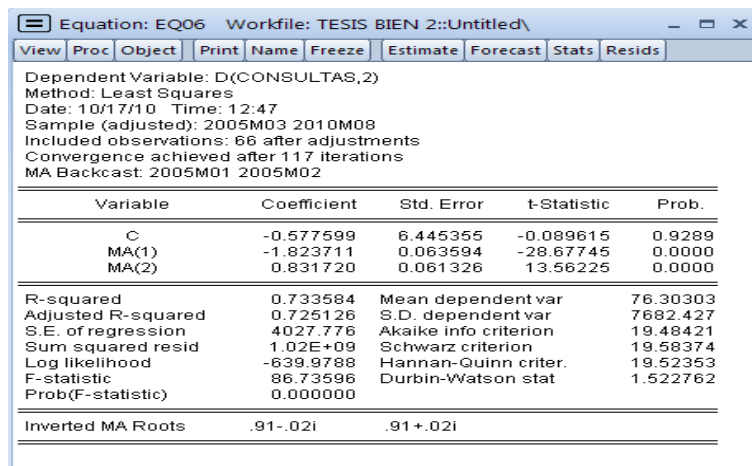 Equation: EQ06 Workfile: TESIS BIEN 2::Untitled\
View Proc Object Print Name Freeze Estimate Forecast Stats Resids
Dependent Variable: D(CONSULTAS,2)
Method: Least Squares
Date: 10/17/10 Time: 12:47
Sample (adjusted): 2005M03 2010M08
Included observations: 66 after adjustments
Convergence achieved after 117 iterations
MA Backcast: 2005M01 2005M02
Variable Coefficient Std. Error t-Statistic Prob.
C -0.577599 6.445355 -0.089615 0.9289
MA(1) -1.823711 0.063594 -28.67745 0.0000
MA(2) 0.831720 0.061326 13.56225 0.0000
R-squared 0.733584 Mean dependent var 76.30303
Adjusted R-squared 0.725126 S.D. dependent var 7682.427
S.E. of regression 4027.776 Akaike info criterion 19.48421
Sum squared resid 1.02E+09 Schwarz criterion 19.58374
Log likelihood -639.9788 Hannan-Quinn criter. 19.52353
F-statistic 86.73596 Durbin-Watson stat 1.522762
Prob(F-statistic) 0.000000
Inverted MA Roots .91-.02i .91+.02i